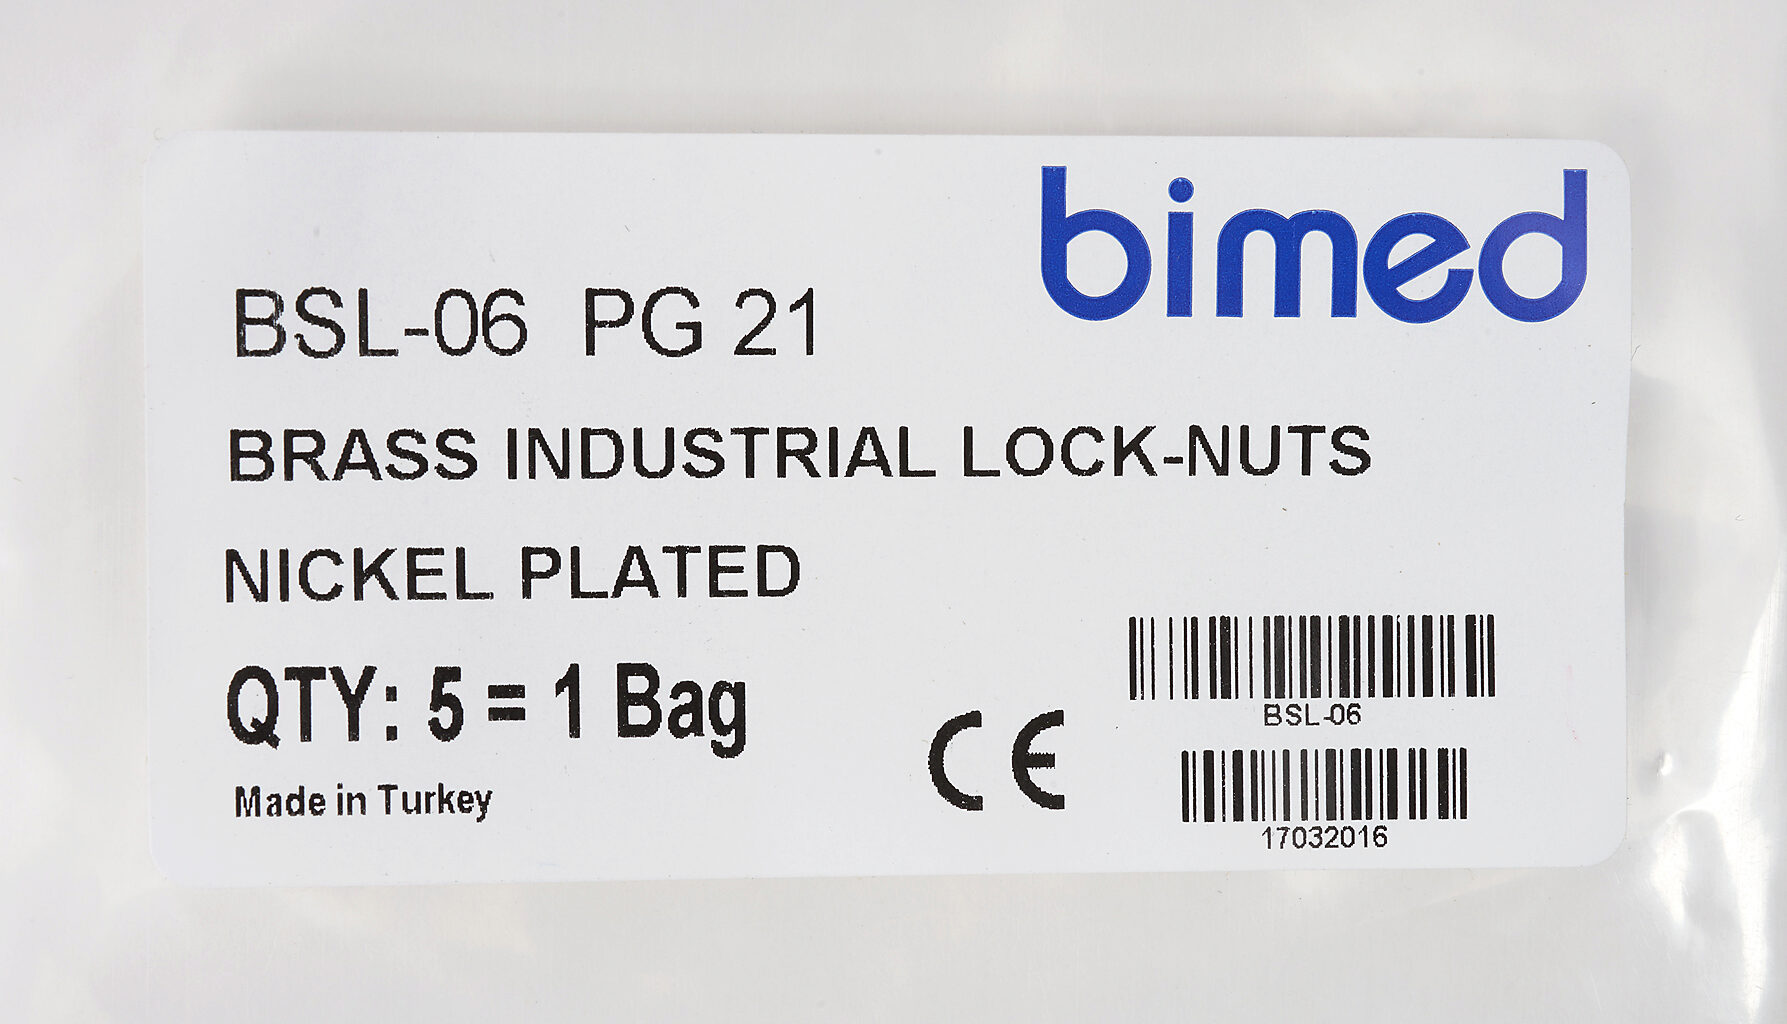 bimed
BSL-06 PG 21
BRASS INDUSTRIAL LOCK-NUTS
NICKEL PLATED
QTY: 5 = 1 Bag
Made in Turkey
CE
BSL-06
17032016